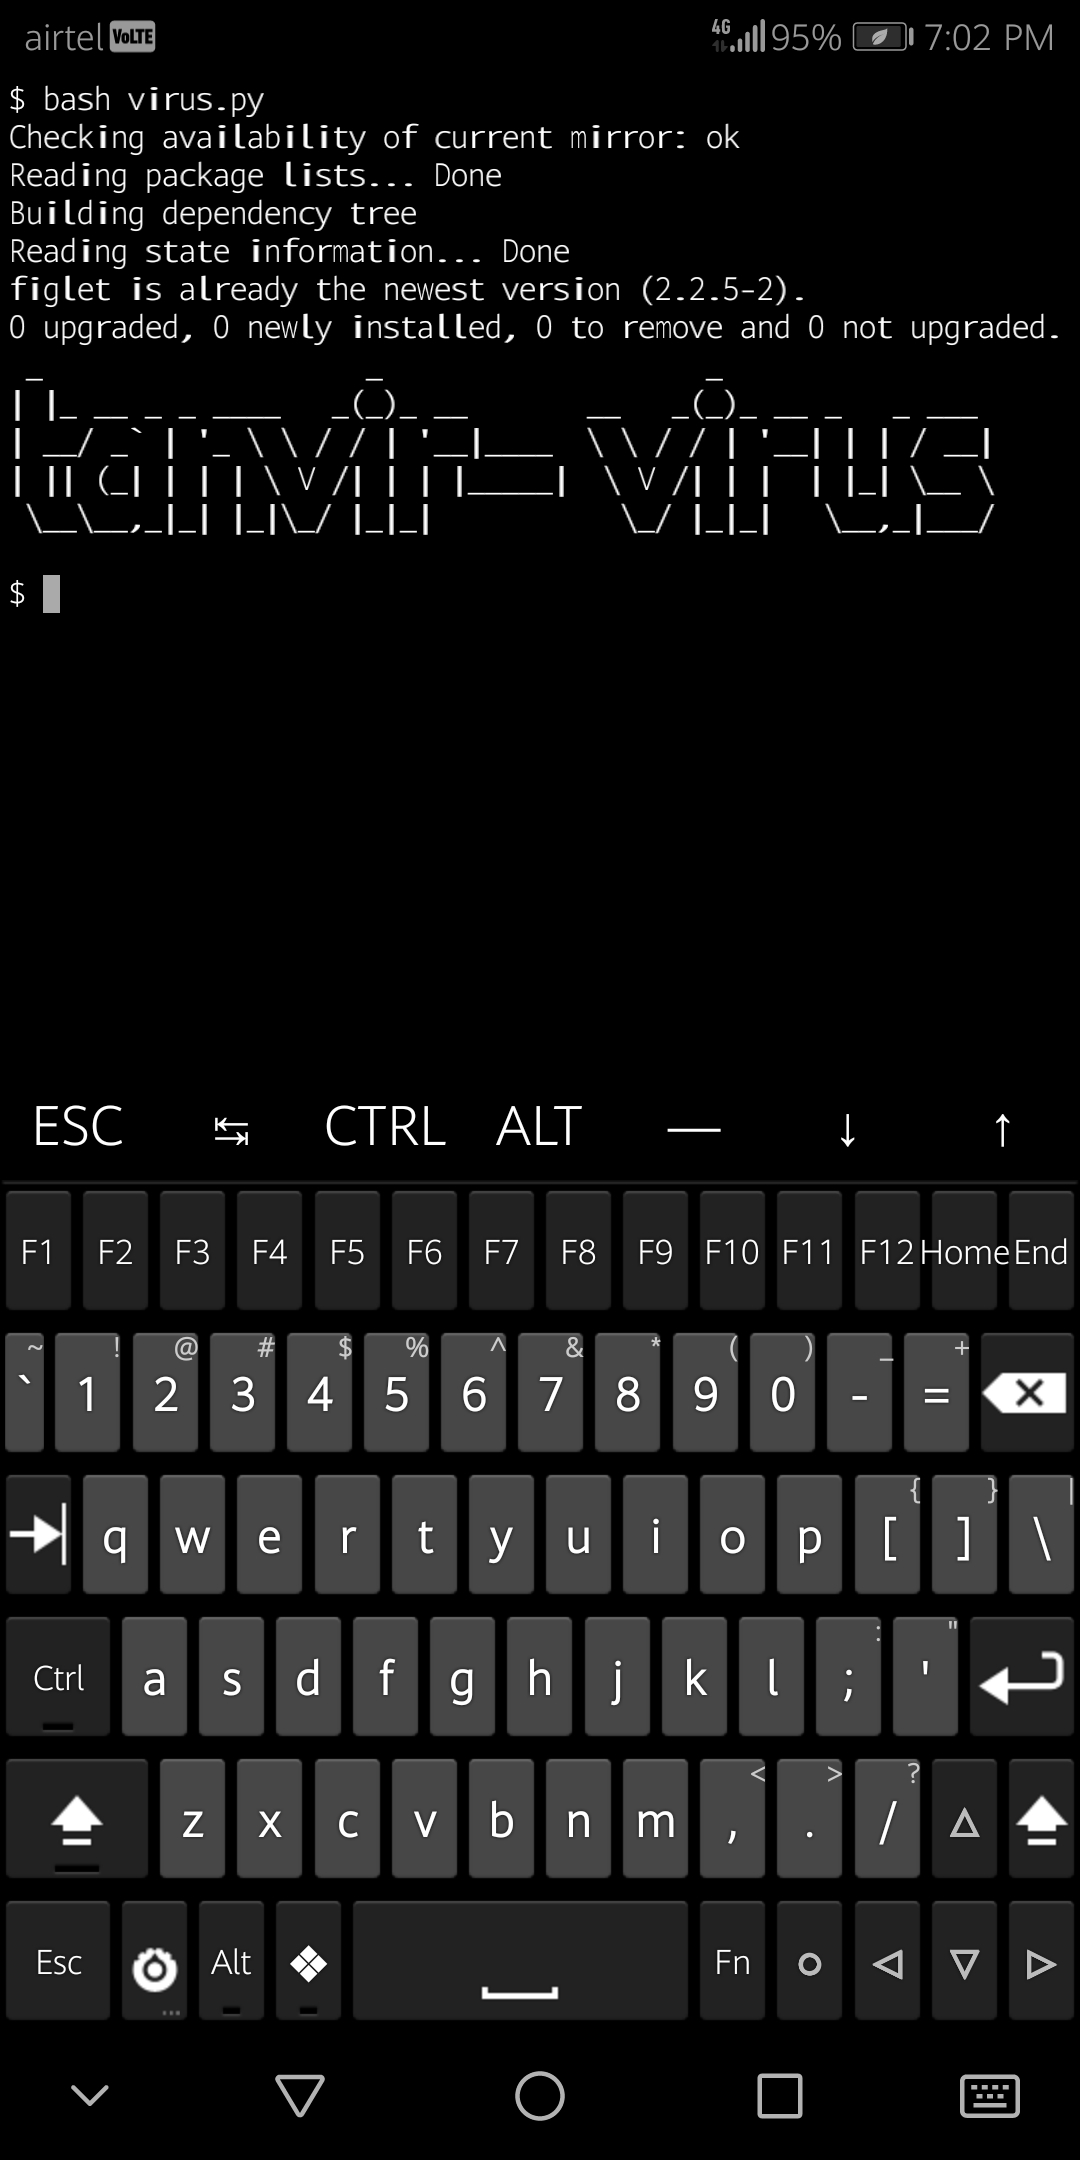 airtel VoLTE 4G 95% 7:02 PM
$ bash virus.py
Checking availability of current mirror: ok
Reading package lists... Done
Building dependency tree
Reading state information... Done
figlet is already the newest version (2.2.5-2).
0 upgraded, 0 newly installed, 0 to remove and 0 not upgraded.
tanvir-virus
$
ESC ↹ CTRL ALT — ↓ ↑
F1 F2 F3 F4 F5 F6 F7 F8 F9 F10 F11 F12 Home End
~ ! @ # $ % ^ & * ( ) _ +
` 1 2 3 4 5 6 7 8 9 0 - =
{ } |
q w e r t y u i o p [ ] \
: "
Ctrl a s d f g h j k l ; '
< > ?
z x c v b n m , . /
Esc Alt Fn